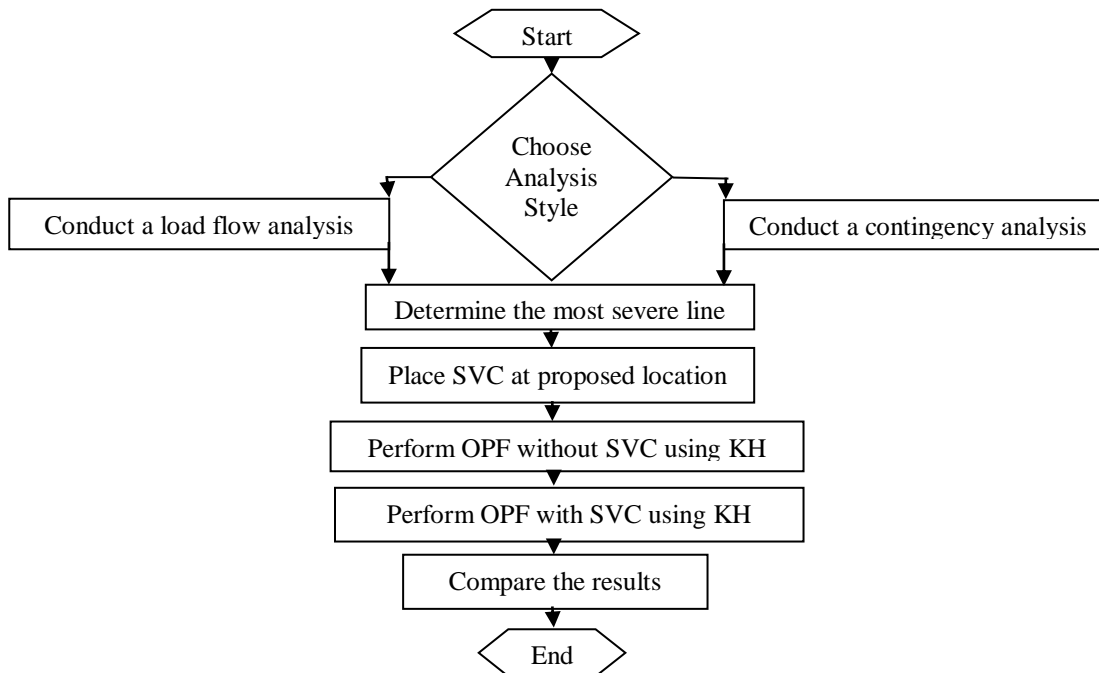 Start
Choose
Analysis
Style
Conduct a load flow analysis
Conduct a contingency analysis
Determine the most severe line
Place SVC at proposed location
Perform OPF without SVC using KH
Perform OPF with SVC using KH
Compare the results
End